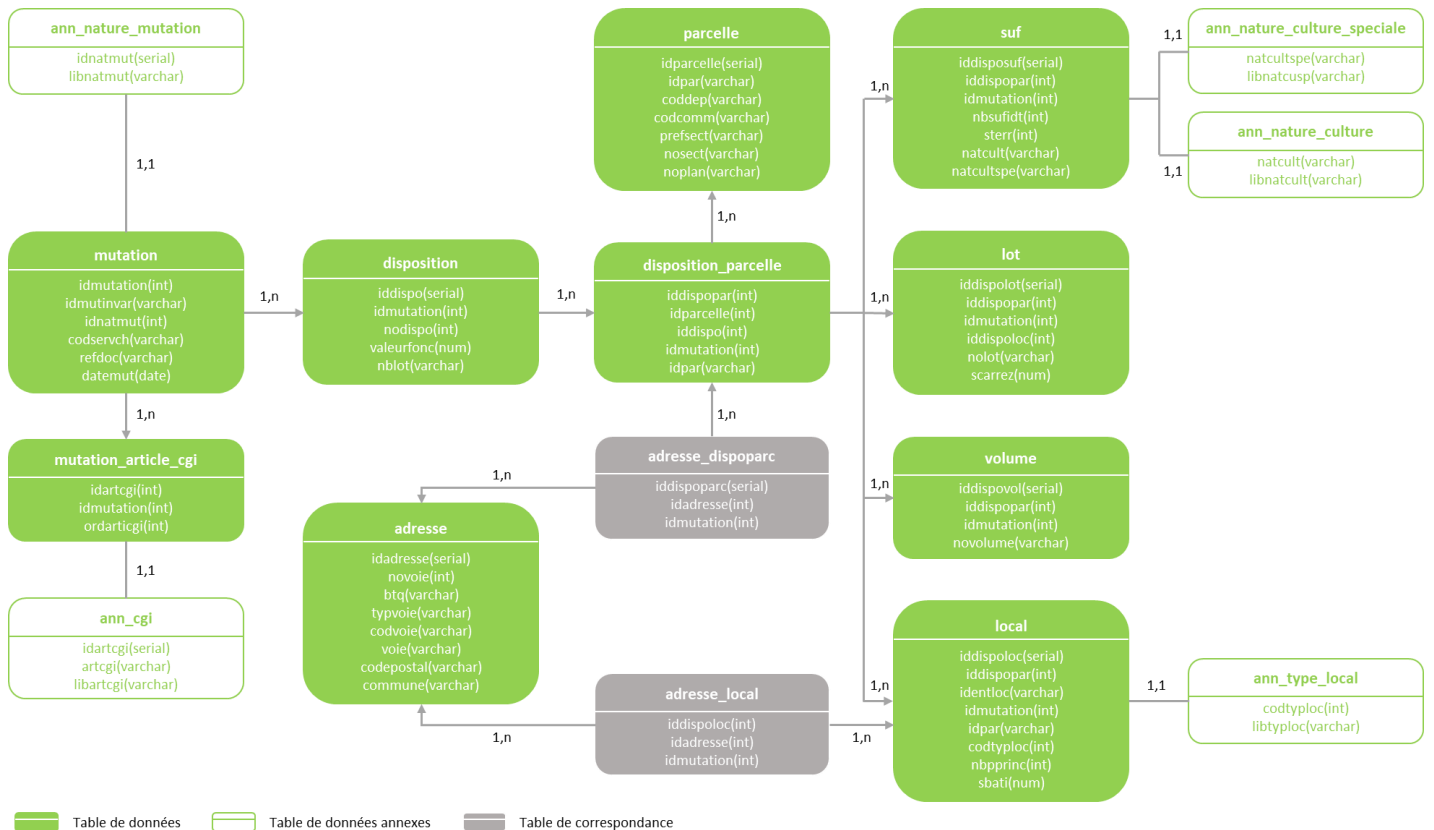 ann_nature_mutation
idnatmut(serial)
libnatmut(varchar)
1,1
mutation
idmutation(int)
idmutinvar(varchar)
idnatmut(int)
codservch(varchar)
refdoc(varchar)
datemut(date)
1,n
mutation_article_cgi
idartcgi(int)
idmutation(int)
ordarticgi(int)
1,1
ann_cgi
idartcgi(serial)
artcgi(varchar)
libartcgi(varchar)
1,n
disposition
iddispo(serial)
idmutation(int)
nodispo(int)
valeurfonc(num)
nblot(varchar)
1,n
parcelle
idparcelle(serial)
idpar(varchar)
coddep(varchar)
codcomm(varchar)
prefsect(varchar)
nosect(varchar)
noplan(varchar)
1,n
disposition_parcelle
iddispopar(int)
idparcelle(int)
iddispo(int)
idmutation(int)
idpar(varchar)
1,n
adresse_dispoparc
iddispoparc(serial)
idadresse(int)
idmutation(int)
1,n
adresse
idadresse(serial)
novoie(int)
btq(varchar)
typvoie(varchar)
codvoie(varchar)
voie(varchar)
codepostal(varchar)
commune(varchar)
1,n
adresse_local
iddispoloc(int)
idadresse(int)
idmutation(int)
1,n
1,n
suf
iddisposuf(serial)
iddispopar(int)
idmutation(int)
nbsufidt(int)
sterr(int)
natcult(varchar)
natcultspe(varchar)
1,1
ann_nature_culture_speciale
natcultspe(varchar)
libnatcusp(varchar)
1,1
ann_nature_culture
natcult(varchar)
libnatcult(varchar)
1,n
lot
iddispolot(serial)
iddispopar(int)
idmutation(int)
iddispoloc(int)
nolot(varchar)
scarrez(num)
1,n
volume
iddispovol(serial)
iddispopar(int)
idmutation(int)
novolume(varchar)
1,n
local
iddispoloc(serial)
iddispopar(int)
identloc(varchar)
idmutation(int)
idpar(varchar)
codtyploc(int)
nbpprinc(int)
sbati(num)
1,1
ann_type_local
codtyploc(int)
libtyploc(varchar)
Table de données
Table de données annexes
Table de correspondance